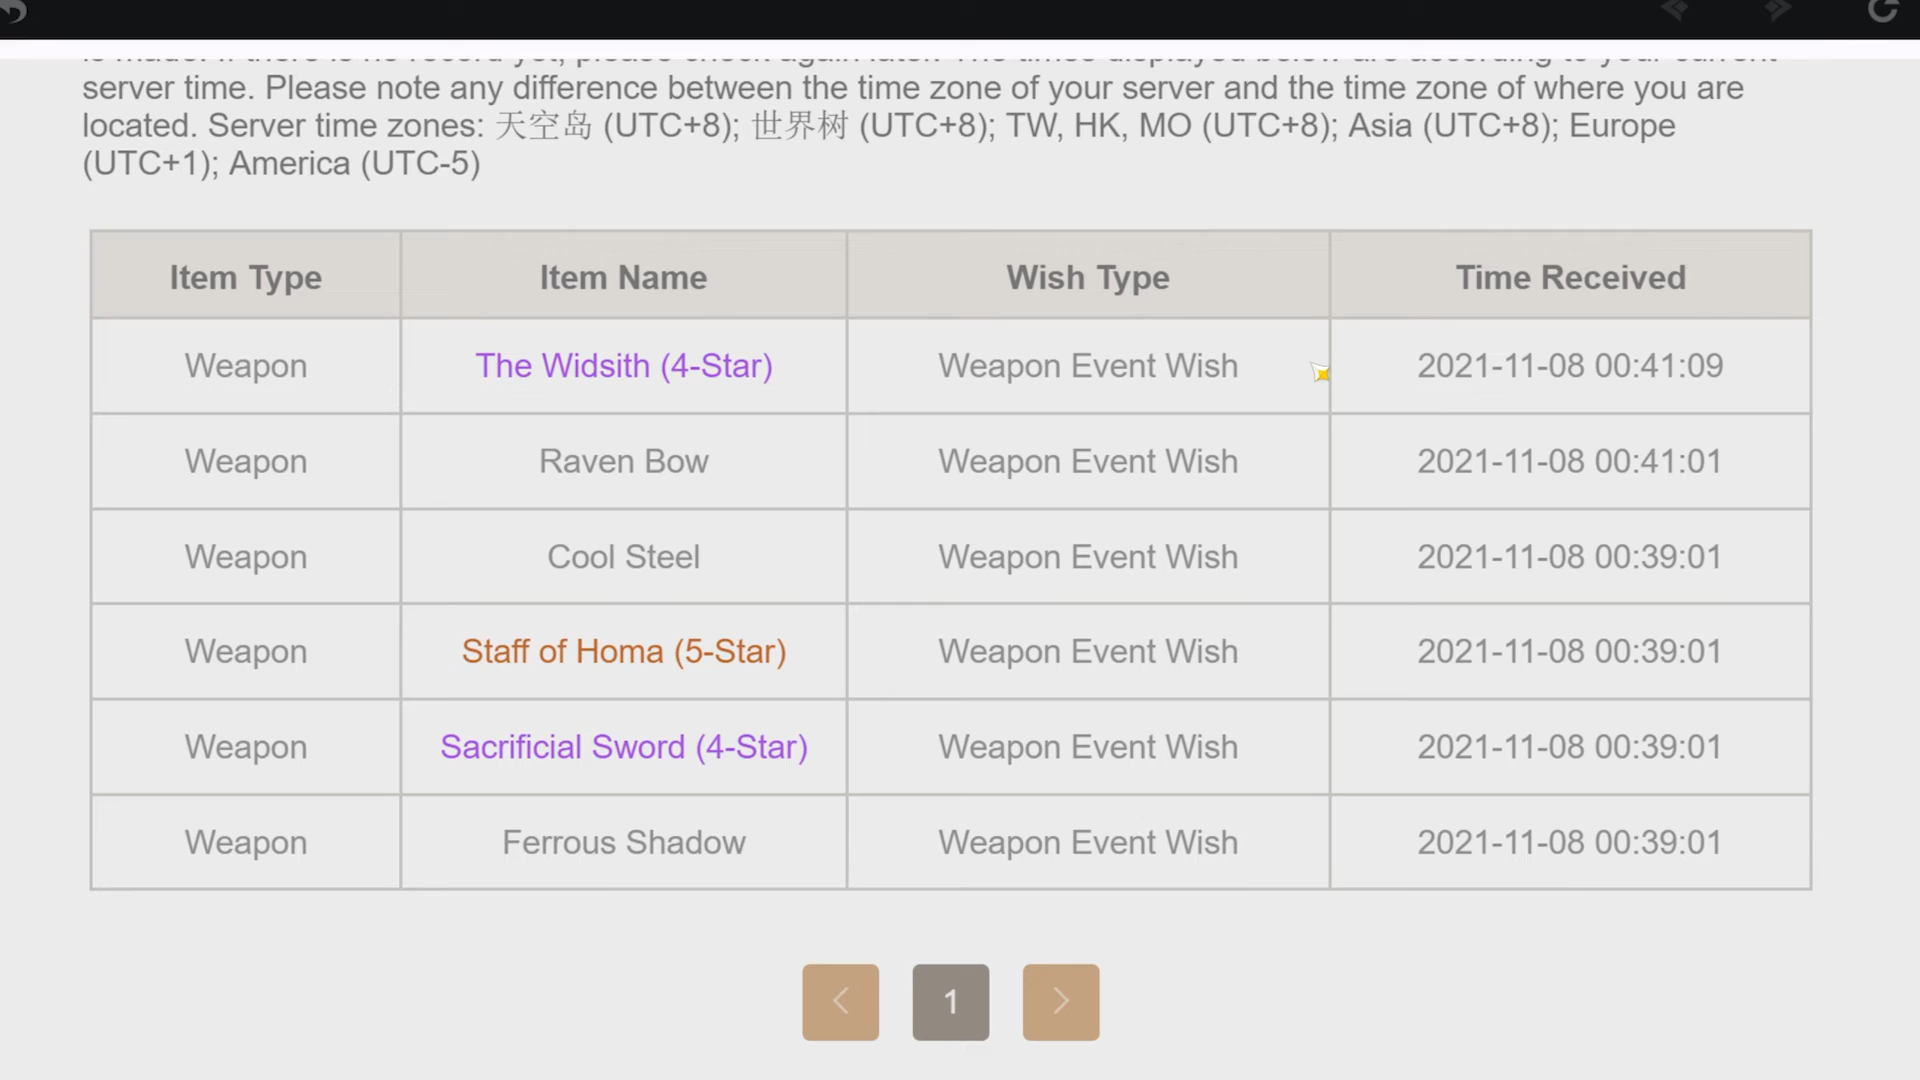 server time. Please note any difference between the time zone of your server and the time zone of where you are
located. Server time zones: 天空岛 (UTC+8); 世界树 (UTC+8); TW, HK, MO (UTC+8); Asia (UTC+8); Europe
(UTC+1); America (UTC-5)
Item Type Item Name Wish Type Time Received
Weapon The Widsith (4-Star) Weapon Event Wish 2021-11-08 00:41:09
Weapon Raven Bow Weapon Event Wish 2021-11-08 00:41:01
Weapon Cool Steel Weapon Event Wish 2021-11-08 00:39:01
Weapon Staff of Homa (5-Star) Weapon Event Wish 2021-11-08 00:39:01
Weapon Sacrificial Sword (4-Star) Weapon Event Wish 2021-11-08 00:39:01
Weapon Ferrous Shadow Weapon Event Wish 2021-11-08 00:39:01
1